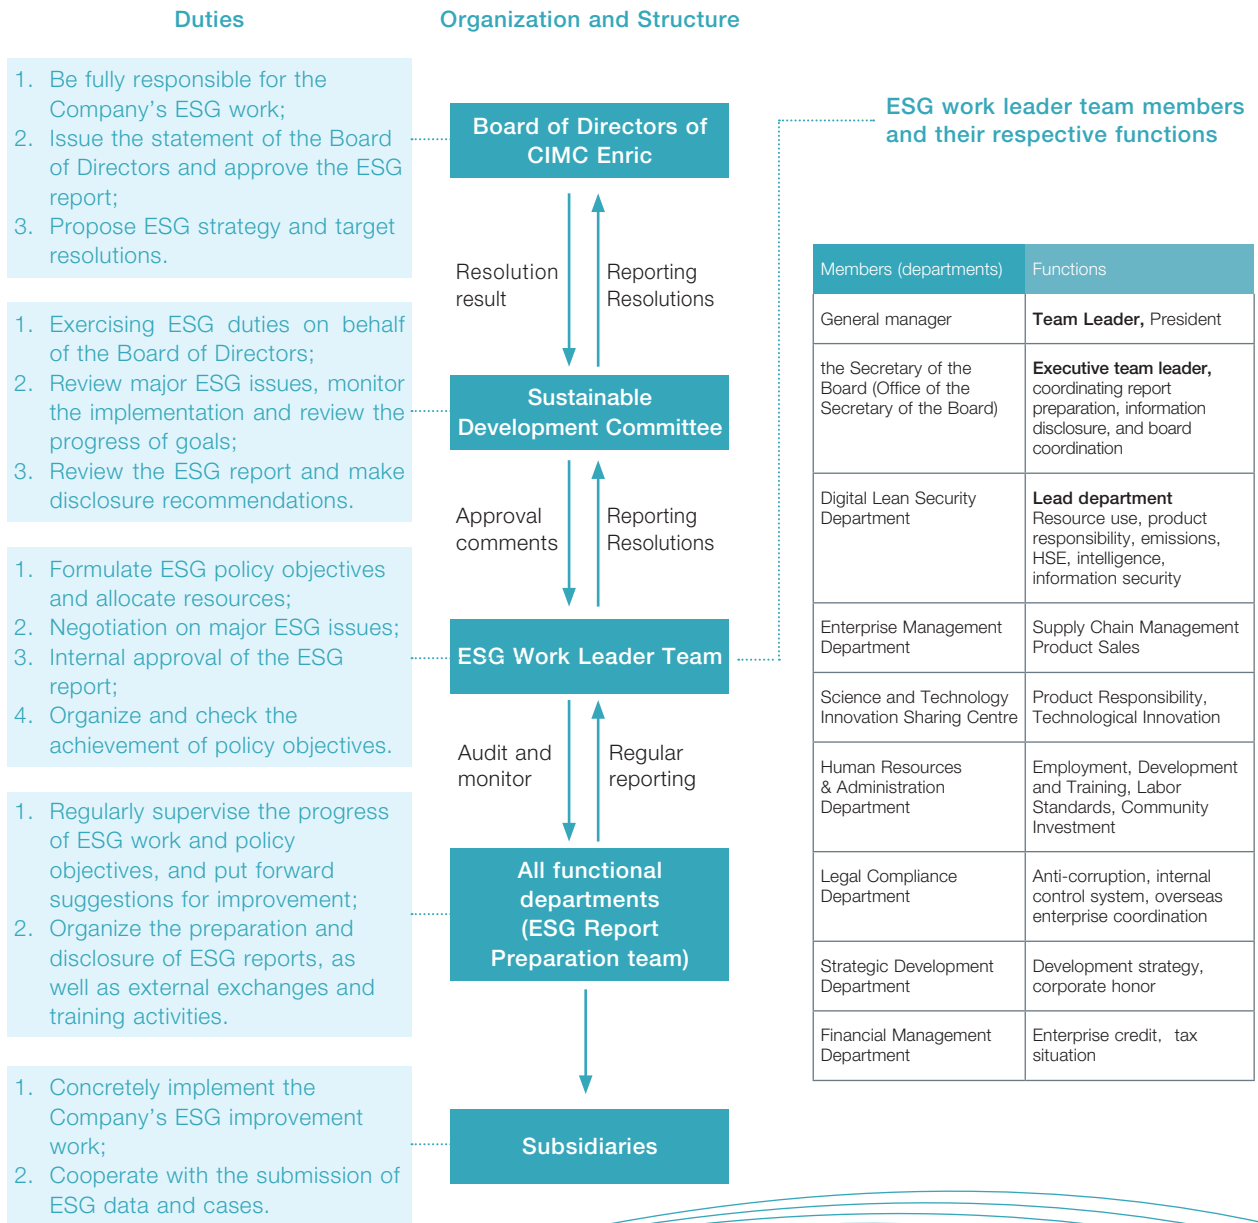 Duties
Organization and Structure
1. Be fully responsible for the
Company's ESG work;
2. Issue the statement of the Board
of Directors and approve the ESG
report;
3. Propose ESG strategy and target
resolutions.
Board of Directors of
CIMC Enric
Resolution
result
Reporting
Resolutions
1. Exercising ESG duties on behalf
of the Board of Directors;
2. Review major ESG issues, monitor
the implementation and review the
progress of goals;
3. Review the ESG report and make
disclosure recommendations.
Sustainable
Development Committee
Approval
comments
Reporting
Resolutions
1. Formulate ESG policy objectives
and allocate resources;
2. Negotiation on major ESG issues;
3. Internal approval of the ESG
report;
4. Organize and check the
achievement of policy objectives.
ESG Work Leader Team
Audit and
monitor
Regular
reporting
1. Regularly supervise the progress
of ESG work and policy
objectives, and put forward
suggestions for improvement;
2. Organize the preparation and
disclosure of ESG reports, as
well as external exchanges and
training activities.
All functional
departments
(ESG Report
Preparation team)
1. Concretely implement the
Company's ESG improvement
work;
2. Cooperate with the submission of
ESG data and cases.
Subsidiaries
ESG work leader team members
and their respective functions
Members (departments)
Functions
General manager
Team Leader, President
the Secretary of the
Board (Office of the
Secretary of the Board)
Executive team leader,
coordinating report
preparation, information
disclosure, and board
coordination
Digital Lean Security
Department
Lead department
Resource use, product
responsibility, emissions,
HSE, intelligence,
information security
Enterprise Management
Department
Supply Chain Management
Product Sales
Science and Technology
Innovation Sharing Centre
Product Responsibility,
Technological Innovation
Human Resources
& Administration
Department
Employment, Development
and Training, Labor
Standards, Community
Investment
Legal Compliance
Department
Anti-corruption, internal
control system, overseas
enterprise coordination
Strategic Development
Department
Development strategy,
corporate honor
Financial Management
Department
Enterprise credit, tax
situation